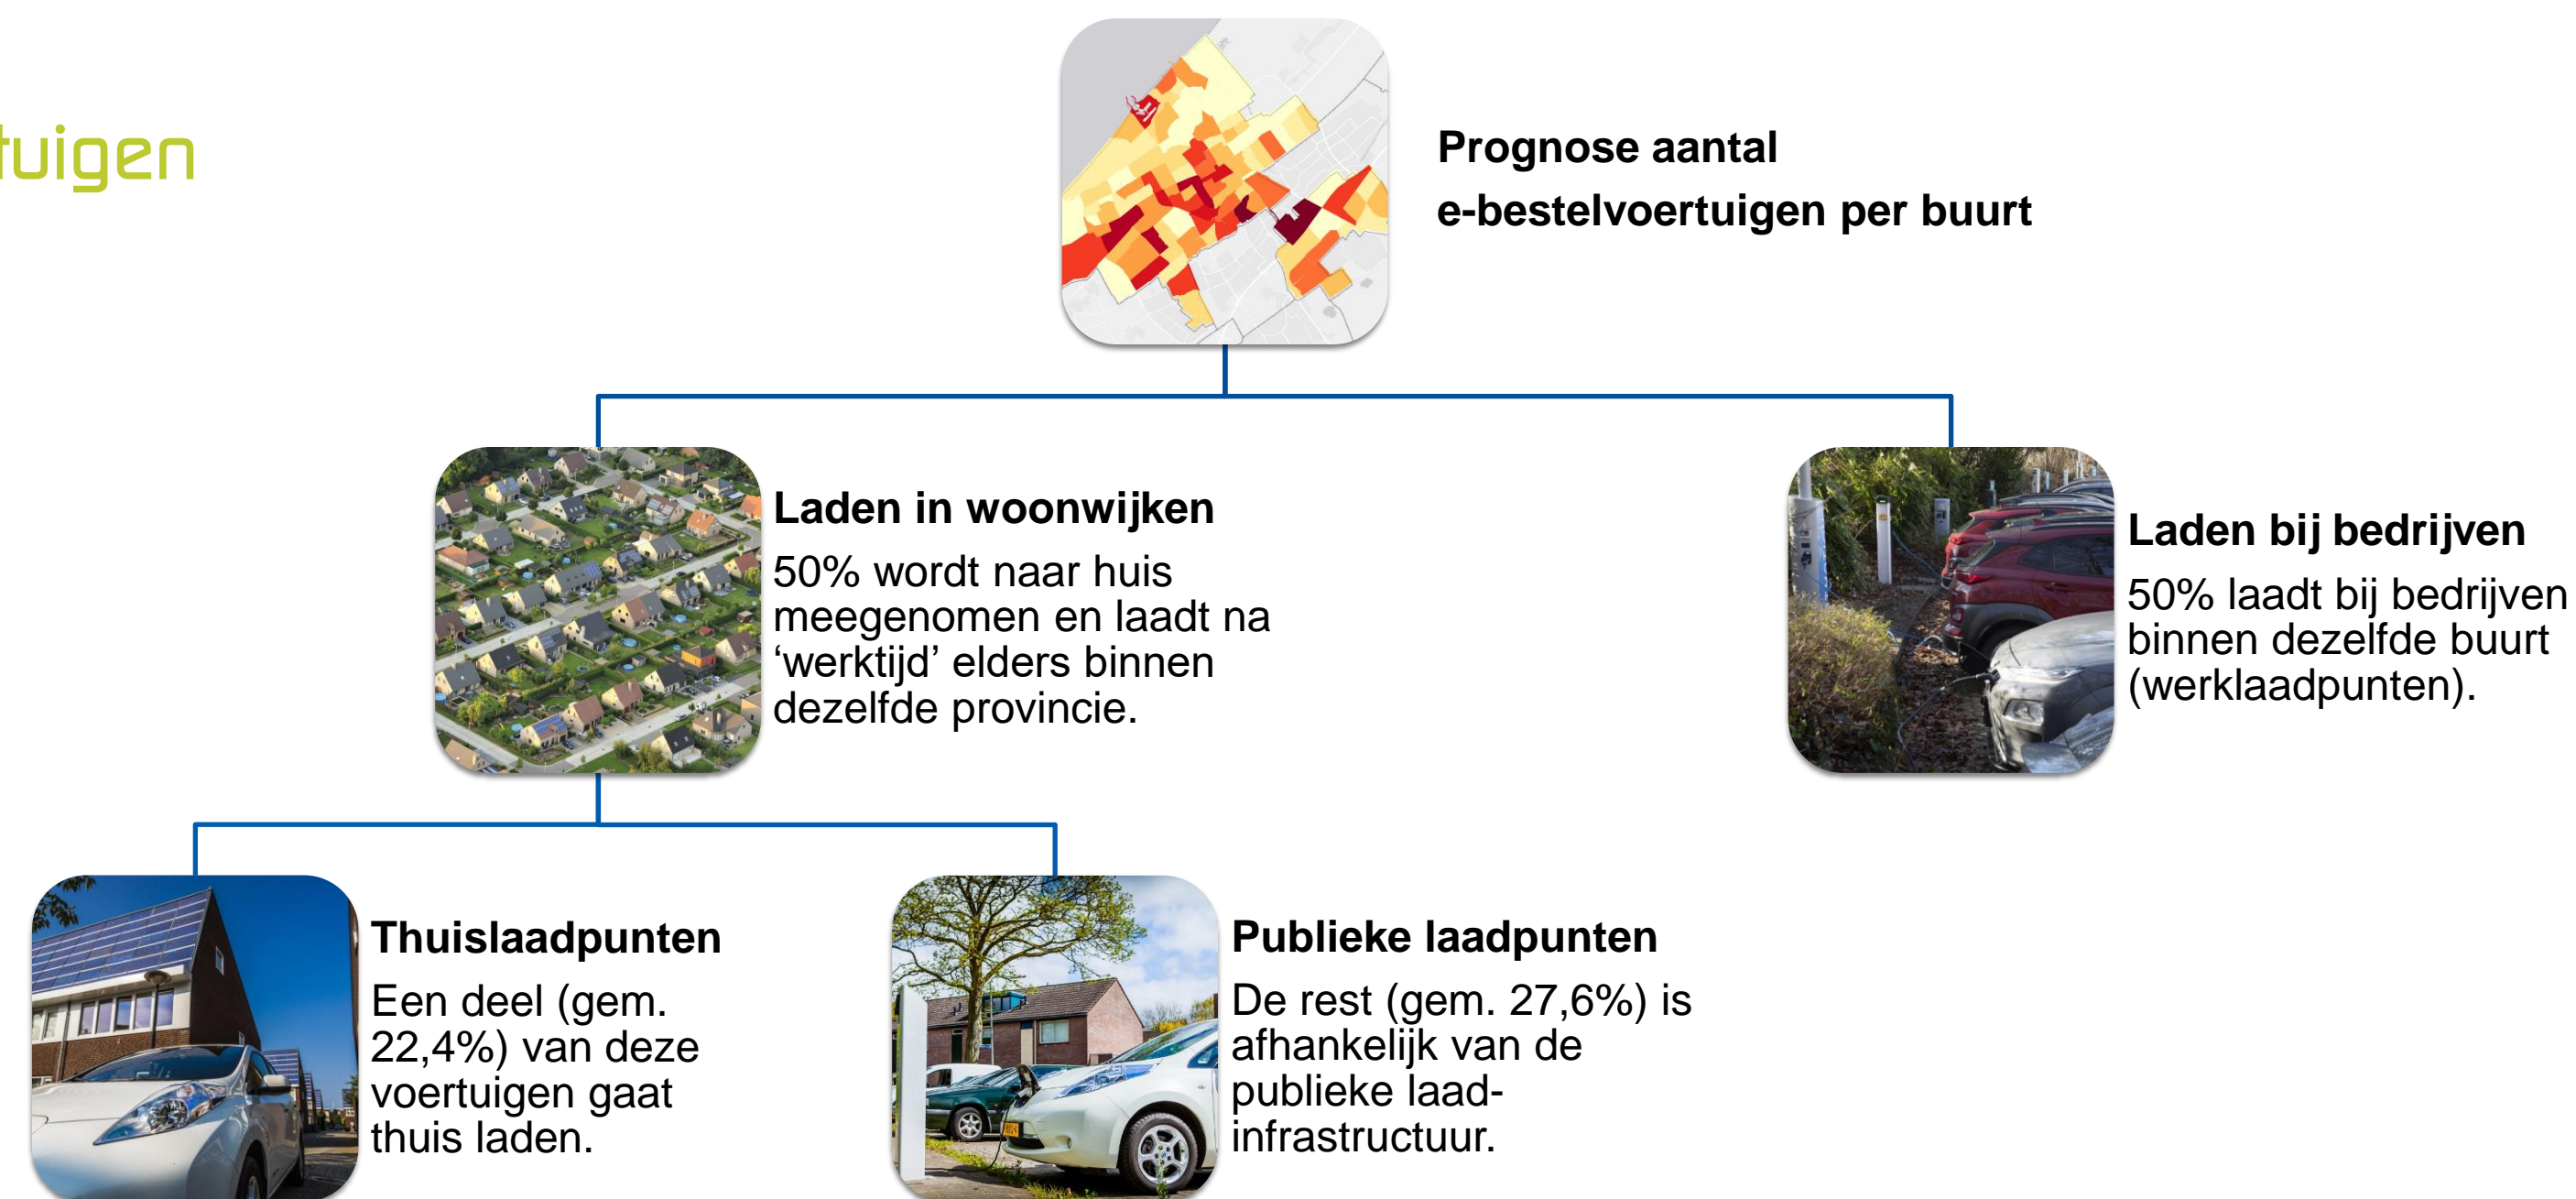 tuigen
Prognose aantal
e-bestelvoertuigen per buurt
Laden in woonwijken
50% wordt naar huis
meegenomen en laadt na
‘werktijd’ elders binnen
dezelfde provincie.
Laden bij bedrijven
50% laadt bij bedrijven
binnen dezelfde buurt
(werklaadpunten).
Thuislaadpunten
Een deel (gem.
22,4%) van deze
voertuigen gaat
thuis laden.
Publieke laadpunten
De rest (gem. 27,6%) is
afhankelijk van de
publieke laad-
infrastructuur.